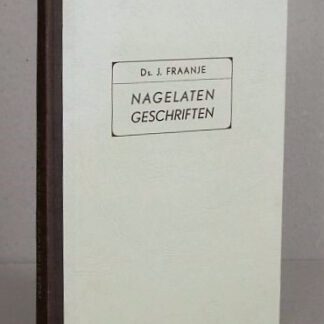 Ds. J. FRAANJE
NAGELATEN
GESCHRIFTEN